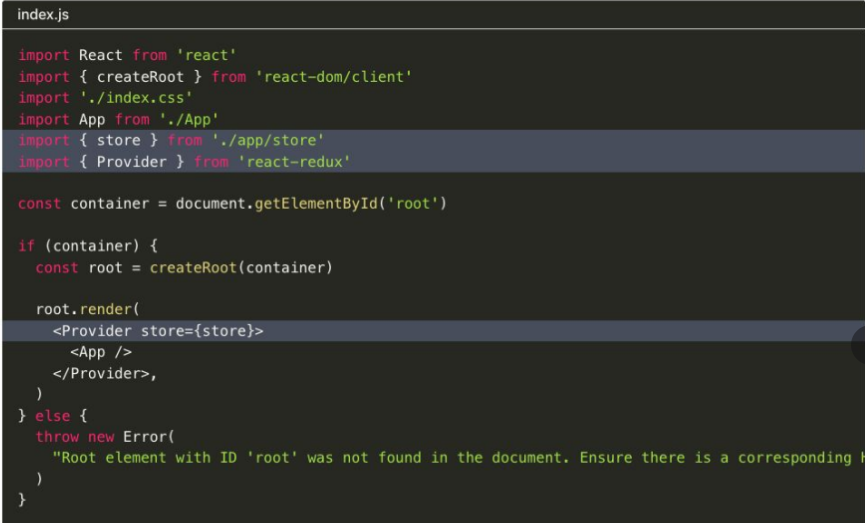 index.js
import React from 'react'
import { createRoot } from 'react-dom/client'
import './index.css'
import App from './App'
import { store } from './app/store'
import { Provider } from 'react-redux'
const container = document.getElementById('root')
if (container) {
  const root = createRoot(container)
  root.render(
    <Provider store={store}>
      <App />
    </Provider>,
  )
} else {
  throw new Error(
    "Root element with ID 'root' was not found in the document. Ensure there is a corresponding
  )
}